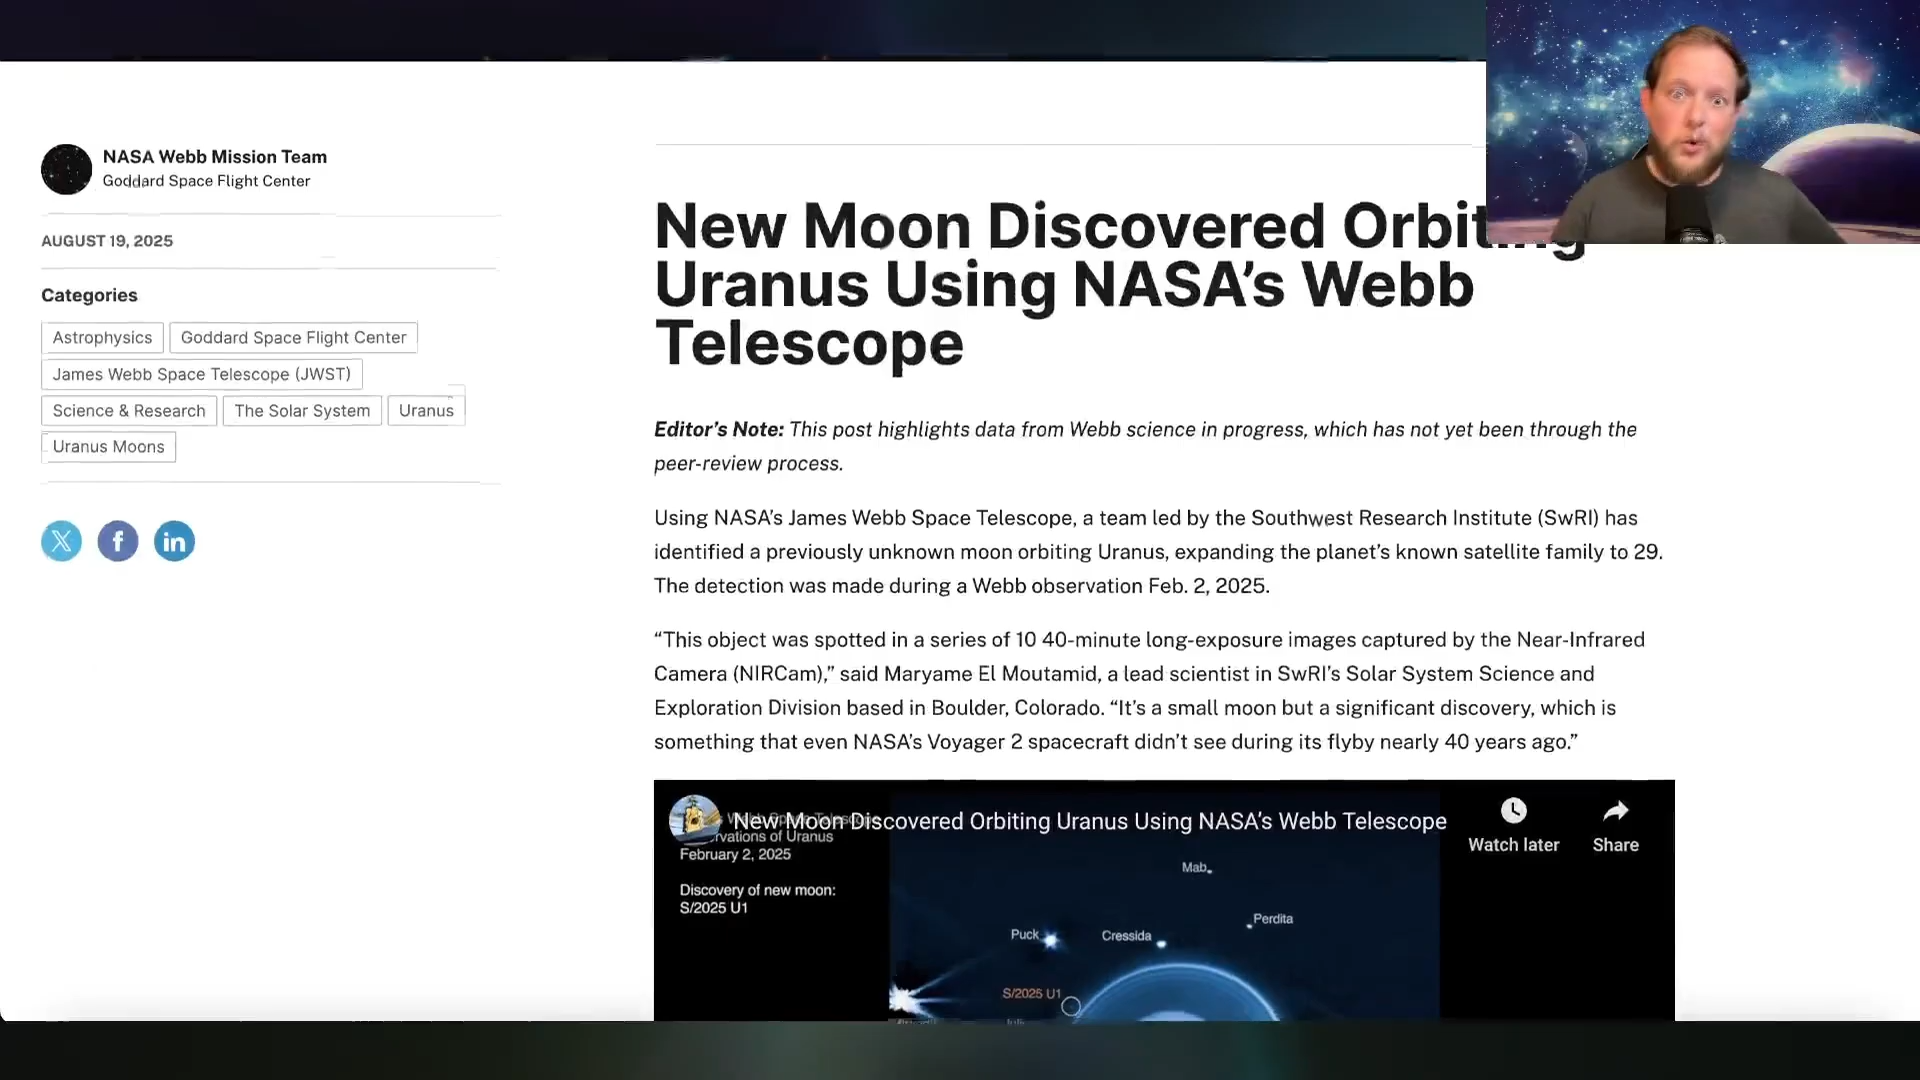 NASA Webb Mission Team
Goddard Space Flight Center
AUGUST 19, 2025
Categories
Astrophysics
Goddard Space Flight Center
James Webb Space Telescope (JWST)
Science & Research
The Solar System
Uranus
Uranus Moons
X
f
in
New Moon Discovered Orbiting
Uranus Using NASA’s Webb
Telescope
Editor’s Note: This post highlights data from Webb science in progress, which has not yet been through the
peer-review process.
Using NASA’s James Webb Space Telescope, a team led by the Southwest Research Institute (SwRI) has
identified a previously unknown moon orbiting Uranus, expanding the planet’s known satellite family to 29.
The detection was made during a Webb observation Feb. 2, 2025.
“This object was spotted in a series of 10 40-minute long-exposure images captured by the Near-Infrared
Camera (NIRCam),” said Maryame El Moutamid, a lead scientist in SwRI’s Solar System Science and
Exploration Division based in Boulder, Colorado. “It’s a small moon but a significant discovery, which is
something that even NASA’s Voyager 2 spacecraft didn’t see during its flyby nearly 40 years ago.”
New Moon Discovered Orbiting Uranus Using NASA’s Webb Telescope
Watch later
Share
of Uranus
February 2, 2025
Discovery of new moon:
S/2025 U1
Mab
Perdita
Puck
Cressida
S/2025 U1